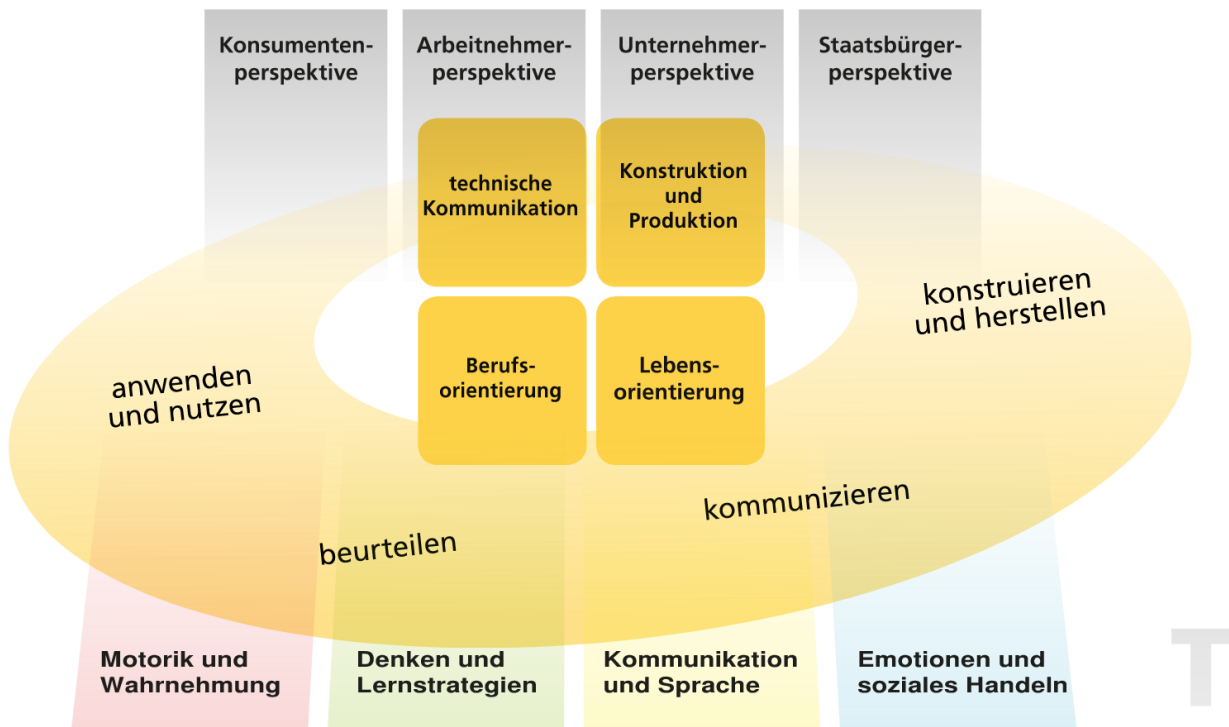 Konsumenten-
perspektive
Arbeitnehmer-
perspektive
Unternehmer-
perspektive
Staatsbürger-
perspektive
technische
Kommunikation
Konstruktion
und
Produktion
Berufs-
orientierung
Lebens-
orientierung
konstruieren
und herstellen
anwenden
und nutzen
kommunizieren
beurteilen
Motorik und
Wahrnehmung
Denken und
Lernstrategien
Kommunikation
und Sprache
Emotionen und
soziales Handeln
T